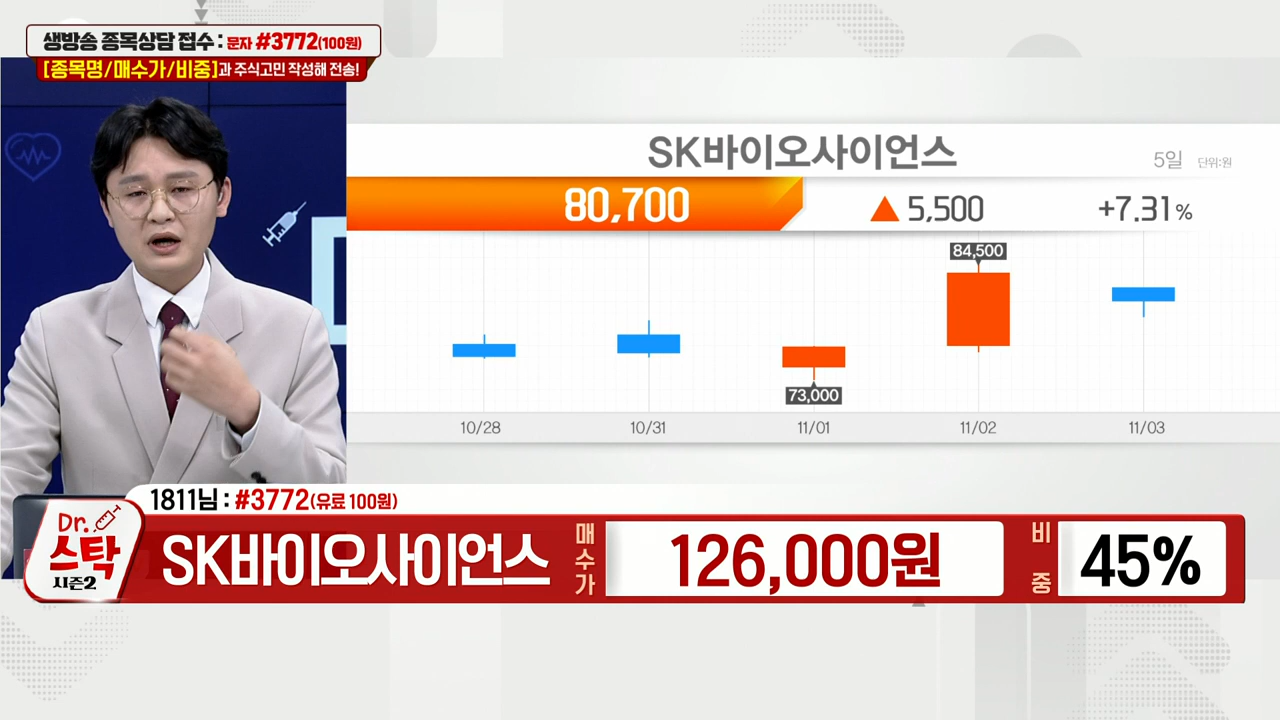 생방송 종목상담 접수 : 문자 #3772(100원)
[종목명/매수가/비중]과 주식고민 작성해 전송!
SK바이오사이언스
5일 단위:원
80,700 ▲ 5,500 +7.31%
84,500
73,000
10/28 10/31 11/01 11/02 11/03
1811님 : #3772(유료 100원)
Dr.
스탁
시즌2
SK바이오사이언스 매수가 126,000원 비중 45%